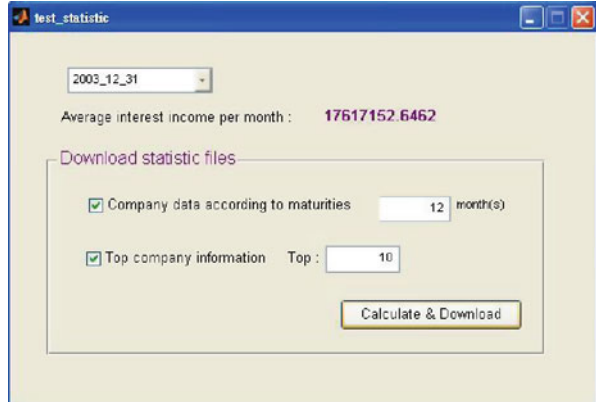 test_statistic
2003_12_31
Average interest income per month : 17617152.6462
Download statistic files
Company data according to maturities 12 month(s)
Top company information Top : 10
Calculate & Download